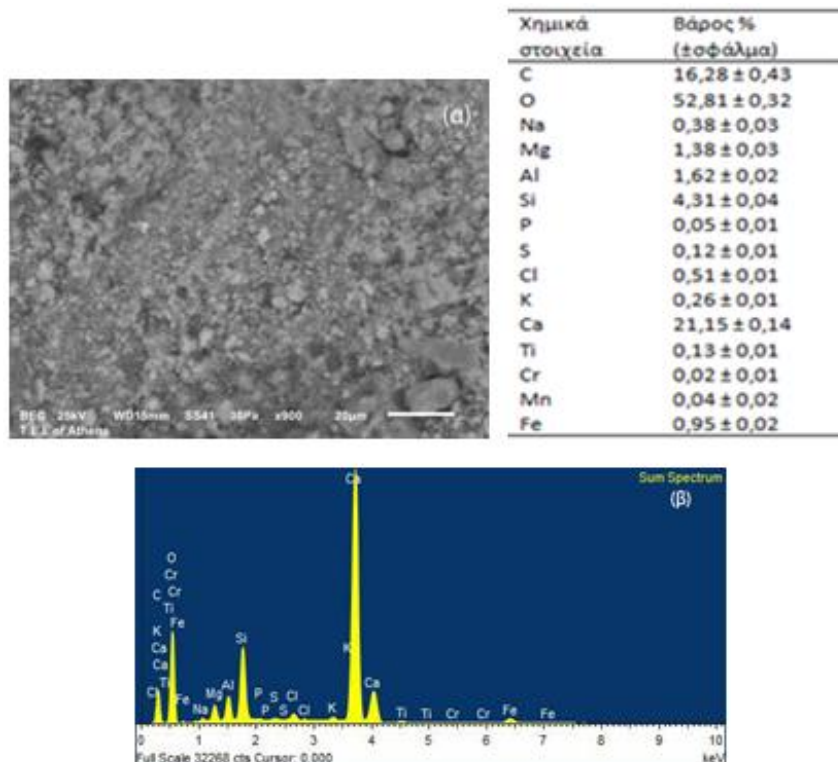 Χημικά Βάρος %
στοιχεία (±σφάλμα)
C 16,28 ± 0,43
O 52,81 ± 0,32
Na 0,38 ± 0,03
Mg 1,38 ± 0,03
Al 1,62 ± 0,02
Si 4,31 ± 0,04
P 0,05 ± 0,01
S 0,12 ± 0,01
Cl 0,51 ± 0,01
K 0,26 ± 0,01
Ca 21,15 ± 0,14
Ti 0,13 ± 0,01
Cr 0,02 ± 0,01
Mn 0,04 ± 0,02
Fe 0,95 ± 0,02
(α)
BEC 25kV WD15mm SS41 30Pa x900 20μm
T.E.I. of Athens
Sum Spectrum
(β)
Ca
O
Cr
C Cr
Ti
K Fe
Ca
Ca
Ti
Fe
Na Mg Al Si P P S S Cl Cl K K Ca Ti Ti Cr Cr Fe Fe
0 1 2 3 4 5 6 7 8 9 10
Full Scale 32268 cts Cursor: 0.000 keV